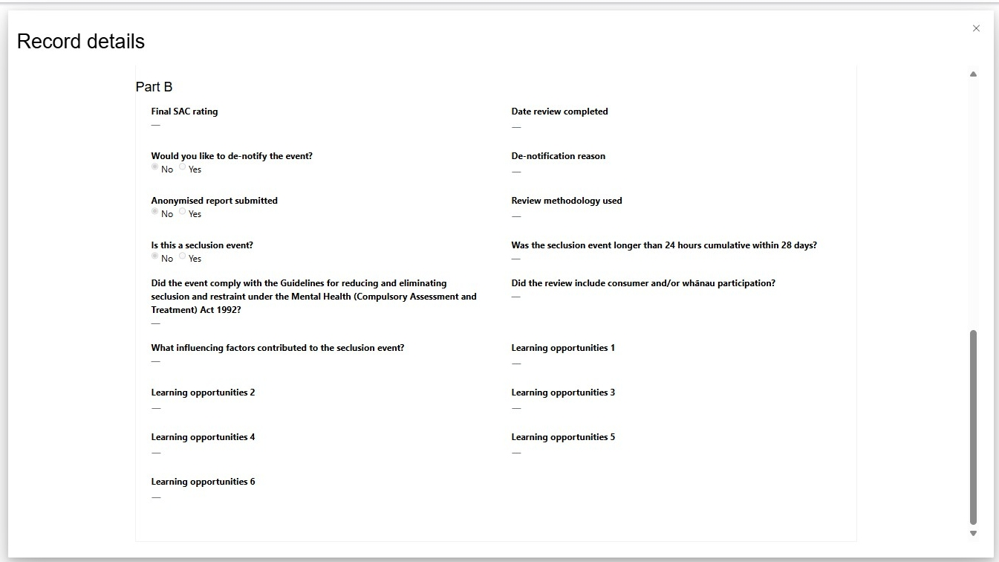 Record details
Part B
Final SAC rating
—
Date review completed
—
Would you like to de-notify the event?
No Yes
De-notification reason
—
Anonymised report submitted
No Yes
Review methodology used
—
Is this a seclusion event?
No Yes
Was the seclusion event longer than 24 hours cumulative within 28 days?
—
Did the event comply with the Guidelines for reducing and eliminating
seclusion and restraint under the Mental Health (Compulsory Assessment and
Treatment) Act 1992?
—
Did the review include consumer and/or whānau participation?
—
What influencing factors contributed to the seclusion event?
—
Learning opportunities 1
—
Learning opportunities 2
—
Learning opportunities 3
—
Learning opportunities 4
—
Learning opportunities 5
—
Learning opportunities 6
—